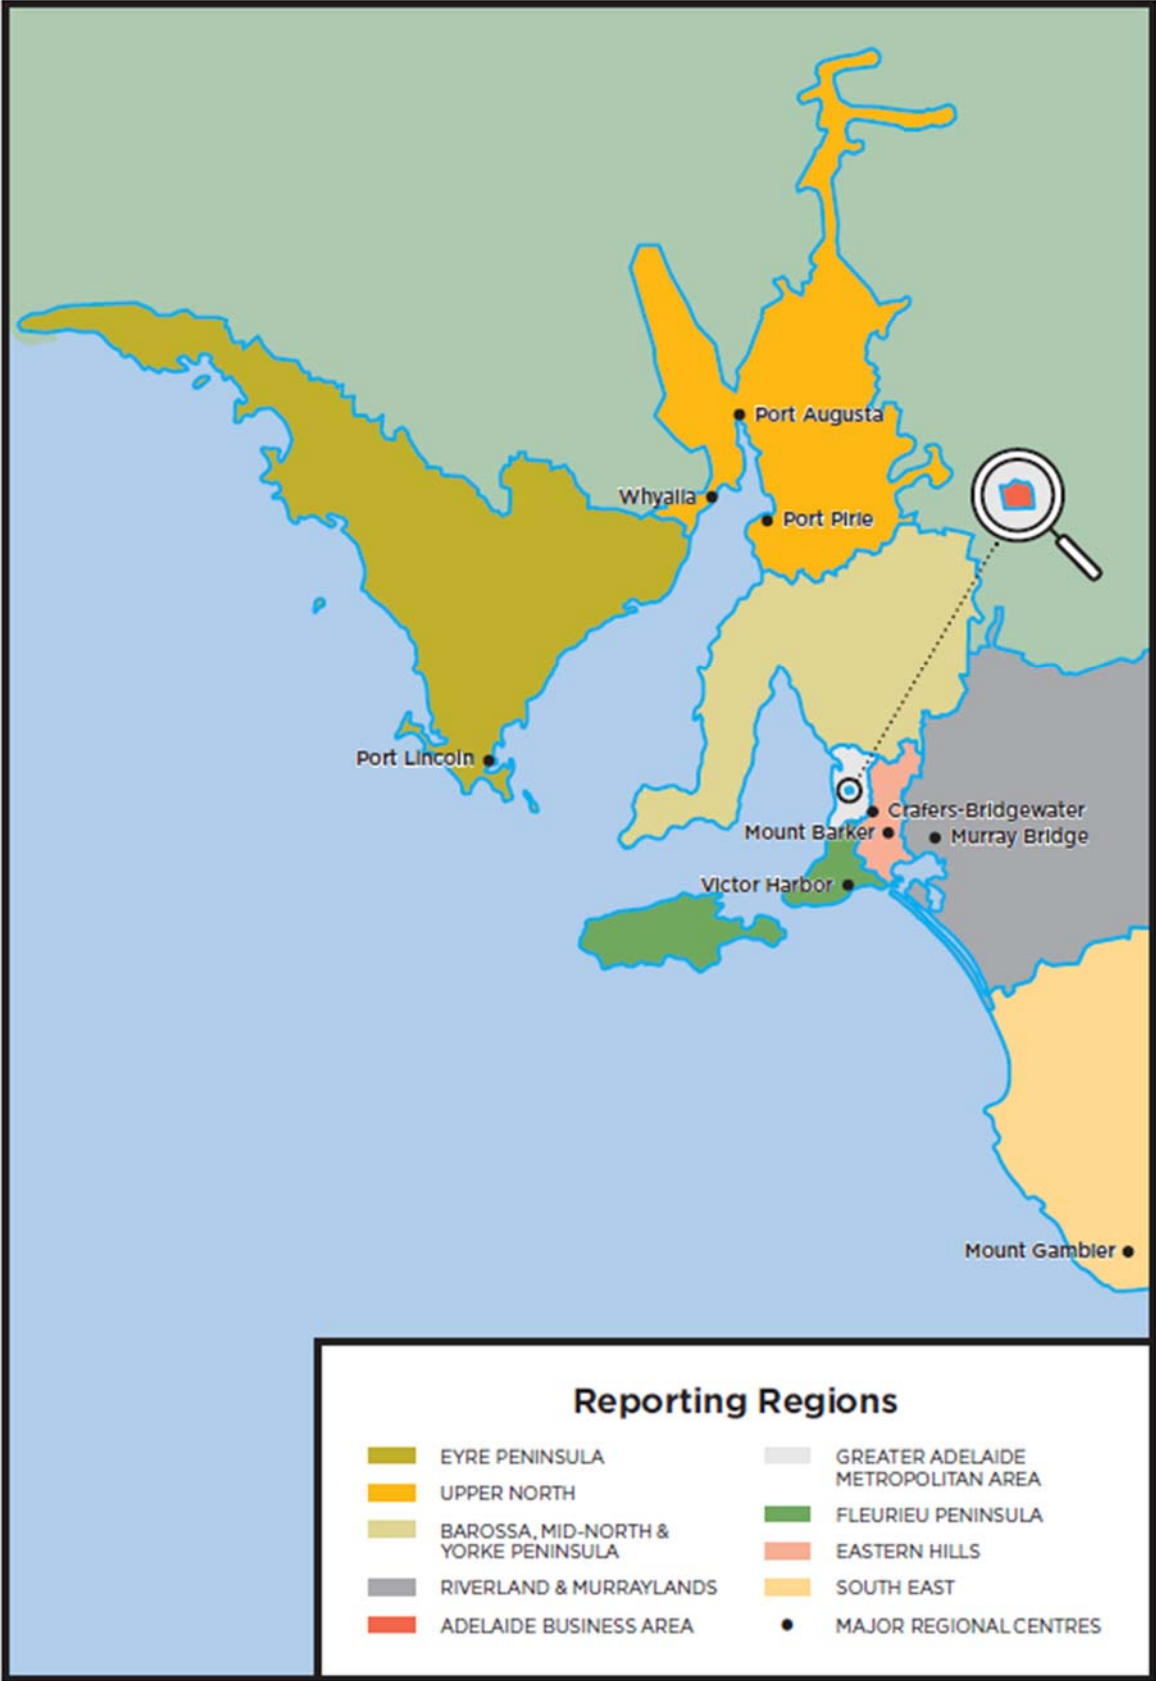 Port Augusta
Whyalla
Port Pirie
Port Lincoln
Crafers-Bridgewater
Mount Barker
Murray Bridge
Victor Harbor
Mount Gambier
Reporting Regions
EYRE PENINSULA
UPPER NORTH
BAROSSA, MID-NORTH &
YORKE PENINSULA
RIVERLAND & MURRAYLANDS
ADELAIDE BUSINESS AREA
GREATER ADELAIDE
METROPOLITAN AREA
FLEURIEU PENINSULA
EASTERN HILLS
SOUTH EAST
MAJOR REGIONAL CENTRES